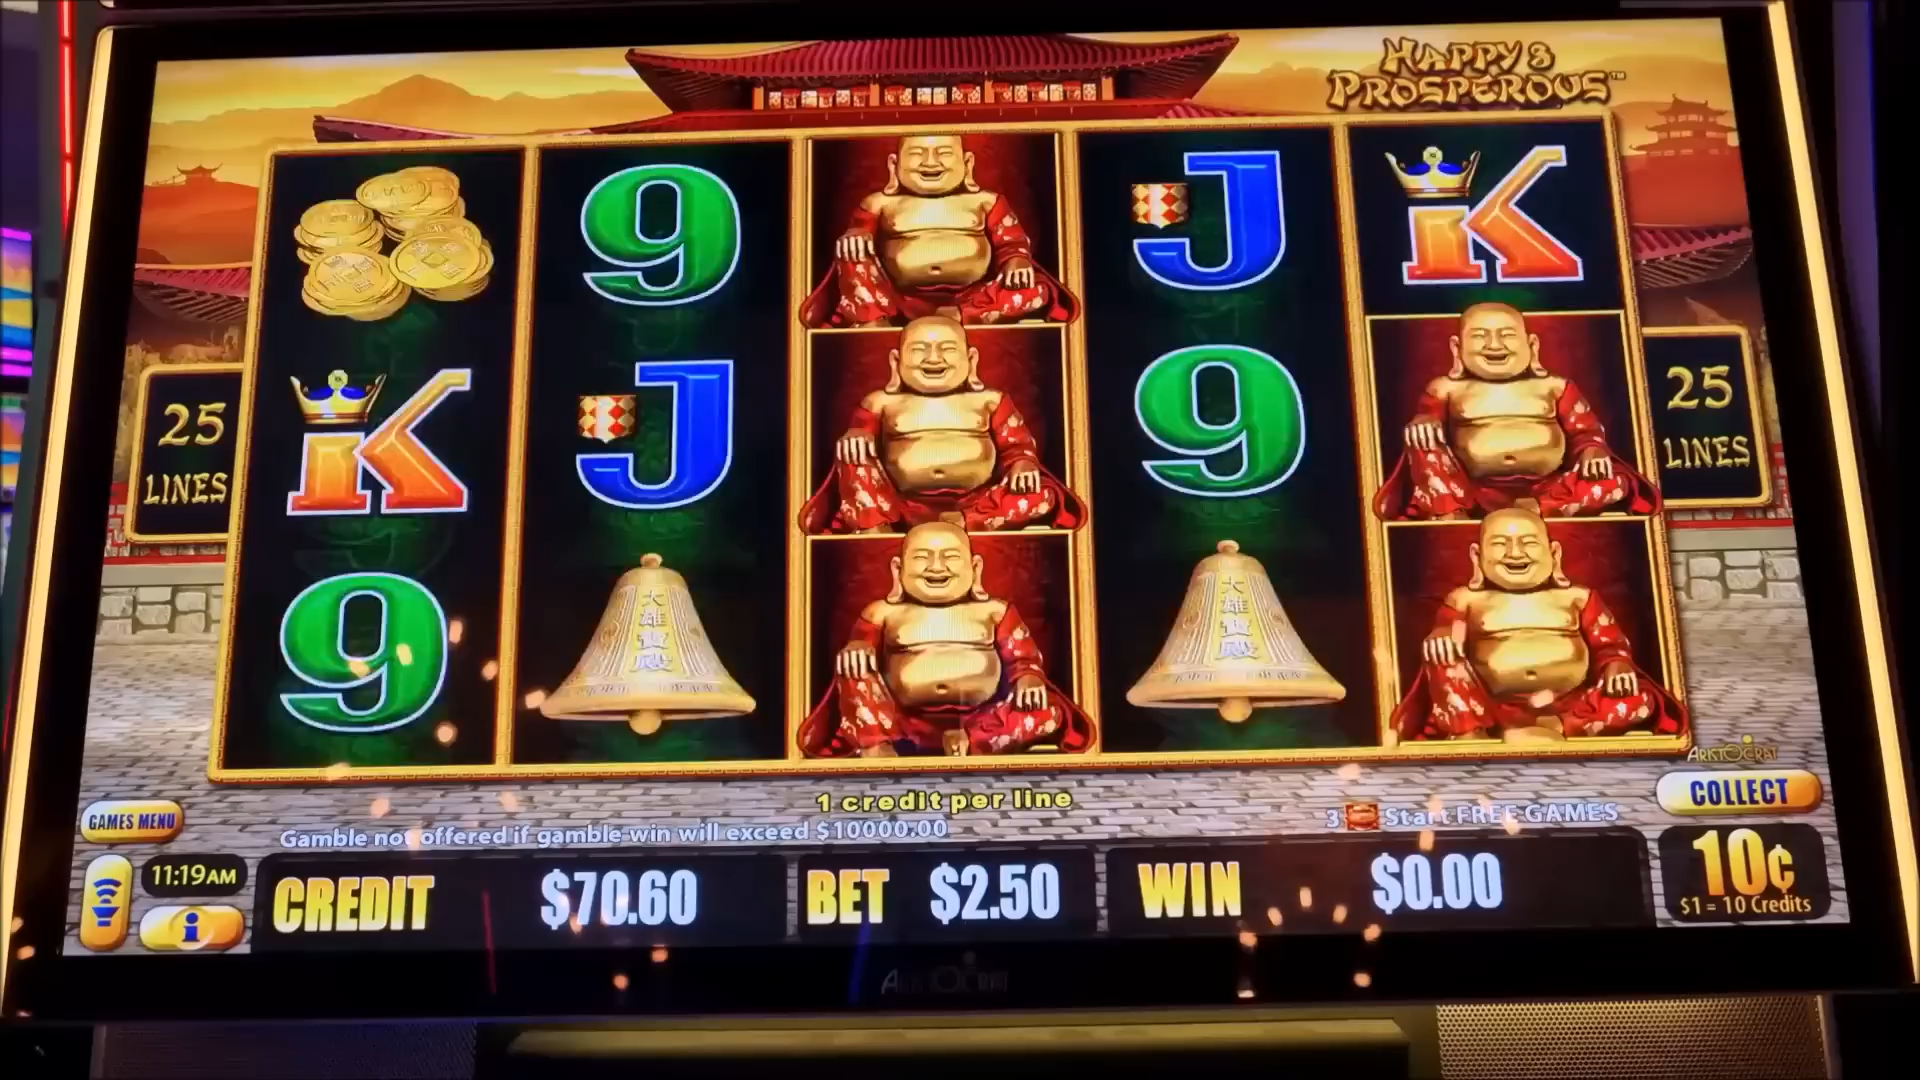 HAPPY &
PROSPEROUS™
9
J
K
25
LINES
K
J
9
25
LINES
9
大雄寶殿
大雄寶殿
ARISTOCRAT
1 credit per line
COLLECT
GAMES MENU
Gamble not offered if gamble win will exceed $10000.00
3 Start FREE GAMES
11:19AM
CREDIT $70.60 BET $2.50 WIN $0.00
10¢
$1 = 10 Credits
i
ARISTOCRAT